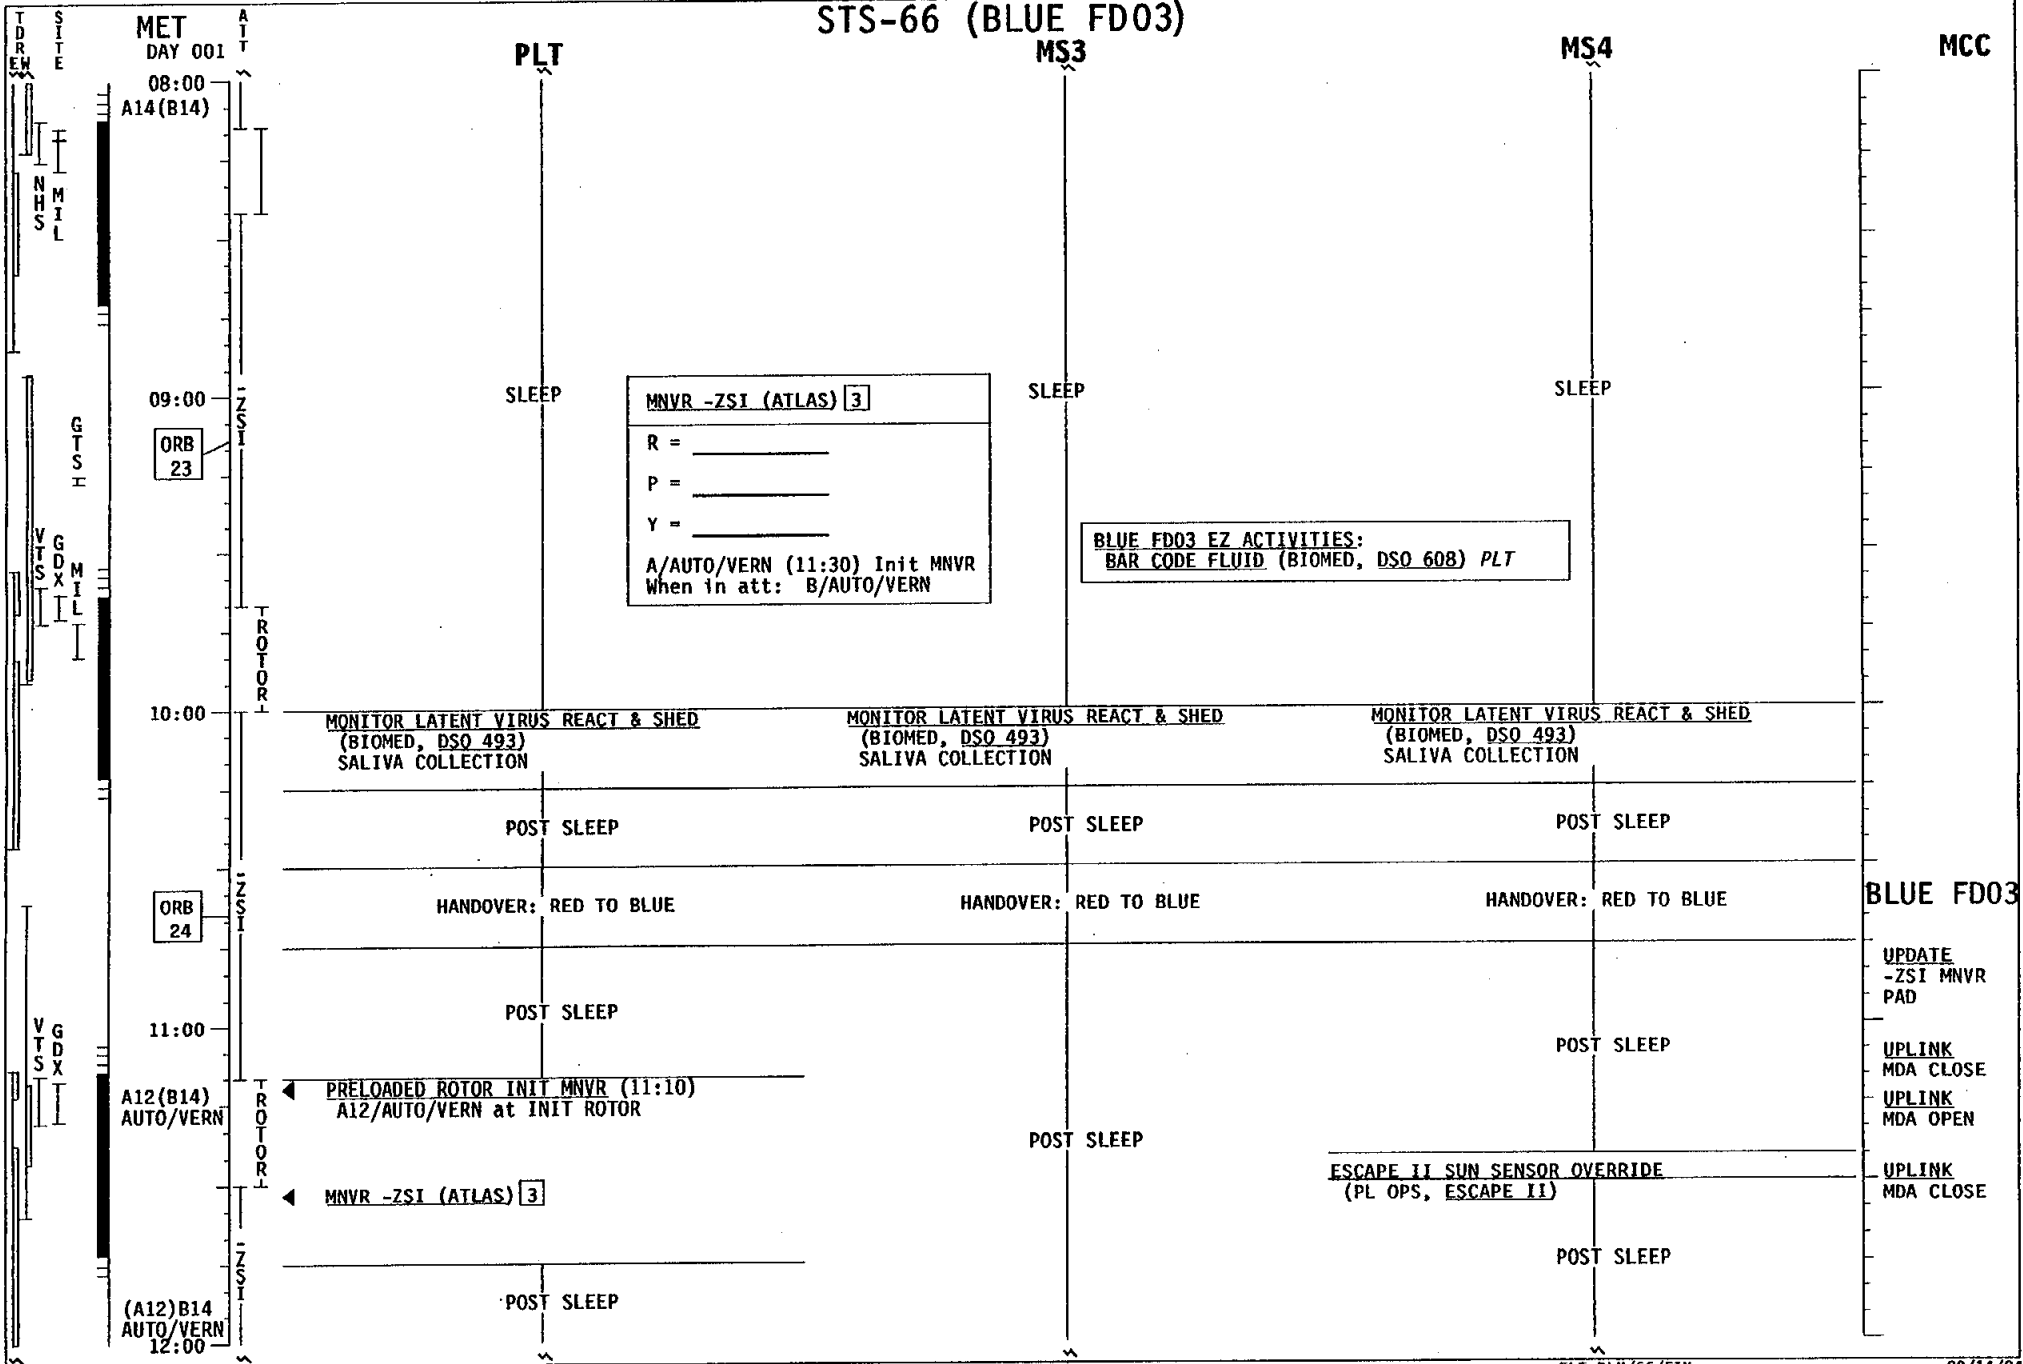 STS-66 (BLUE FD03)
TDRS
E W
SITE
MET
DAY 001
ATT
PLT
MS3
MS4
MCC
08:00
A14(B14)
NHS
MIL
09:00
-ZSI
ORB
23
GTS
VTS
GDX
MIL
SLEEP
SLEEP
SLEEP
MNVR -ZSI (ATLAS) 3
R =
P =
Y =
A/AUTO/VERN (11:30) Init MNVR
When in att: B/AUTO/VERN
BLUE FD03 EZ ACTIVITIES:
BAR CODE FLUID (BIOMED, DSO 608) PLT
ROTOR
10:00
MONITOR LATENT VIRUS REACT & SHED
(BIOMED, DSO 493)
SALIVA COLLECTION
MONITOR LATENT VIRUS REACT & SHED
(BIOMED, DSO 493)
SALIVA COLLECTION
MONITOR LATENT VIRUS REACT & SHED
(BIOMED, DSO 493)
SALIVA COLLECTION
POST SLEEP
POST SLEEP
POST SLEEP
-ZSI
ORB
24
HANDOVER: RED TO BLUE
HANDOVER: RED TO BLUE
HANDOVER: RED TO BLUE
BLUE FD03
UPDATE
-ZSI MNVR
PAD
POST SLEEP
VTS
GDX
11:00
POST SLEEP
UPLINK
MDA CLOSE
A12(B14)
AUTO/VERN
ROTOR
PRELOADED ROTOR INIT MNVR (11:10)
A12/AUTO/VERN at INIT ROTOR
UPLINK
MDA OPEN
POST SLEEP
ESCAPE II SUN SENSOR OVERRIDE
(PL OPS, ESCAPE II)
UPLINK
MDA CLOSE
MNVR -ZSI (ATLAS) 3
-ZSI
POST SLEEP
POST SLEEP
(A12)B14
AUTO/VERN
12:00